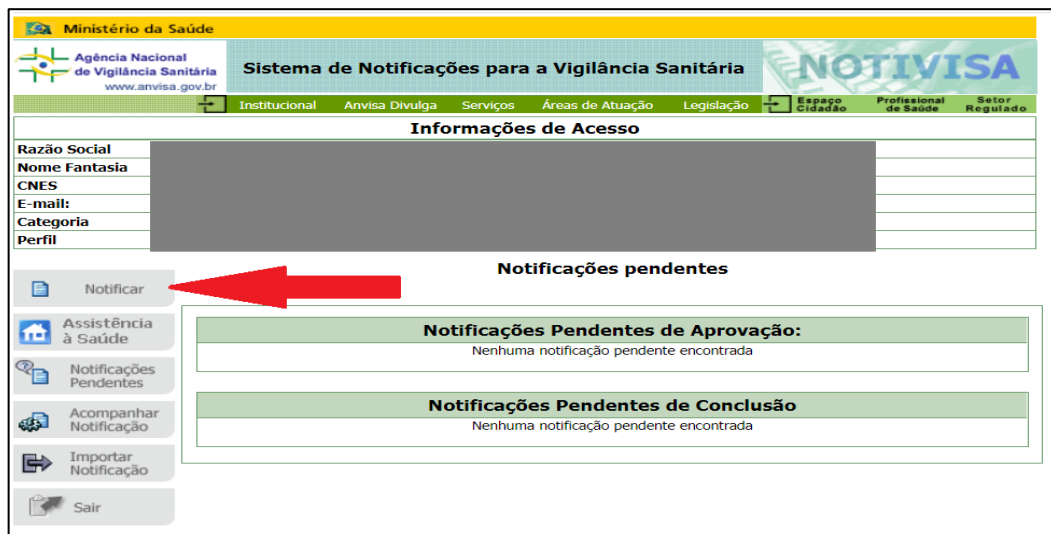 Ministério da Saúde
Agência Nacional
de Vigilância Sanitária
www.anvisa.gov.br
Sistema de Notificações para a Vigilância Sanitária
NOTIVISA
Institucional Anvisa Divulga Serviços Áreas de Atuação Legislação Espaço Cidadão Profissional de Saúde Setor Regulado
Informações de Acesso
Razão Social
Nome Fantasia
CNES
E-mail:
Categoria
Perfil
Notificações pendentes
Notificar
Assistência
à Saúde
Notificações
Pendentes
Acompanhar
Notificação
Importar
Notificação
Sair
Notificações Pendentes de Aprovação:
Nenhuma notificação pendente encontrada
Notificações Pendentes de Conclusão
Nenhuma notificação pendente encontrada